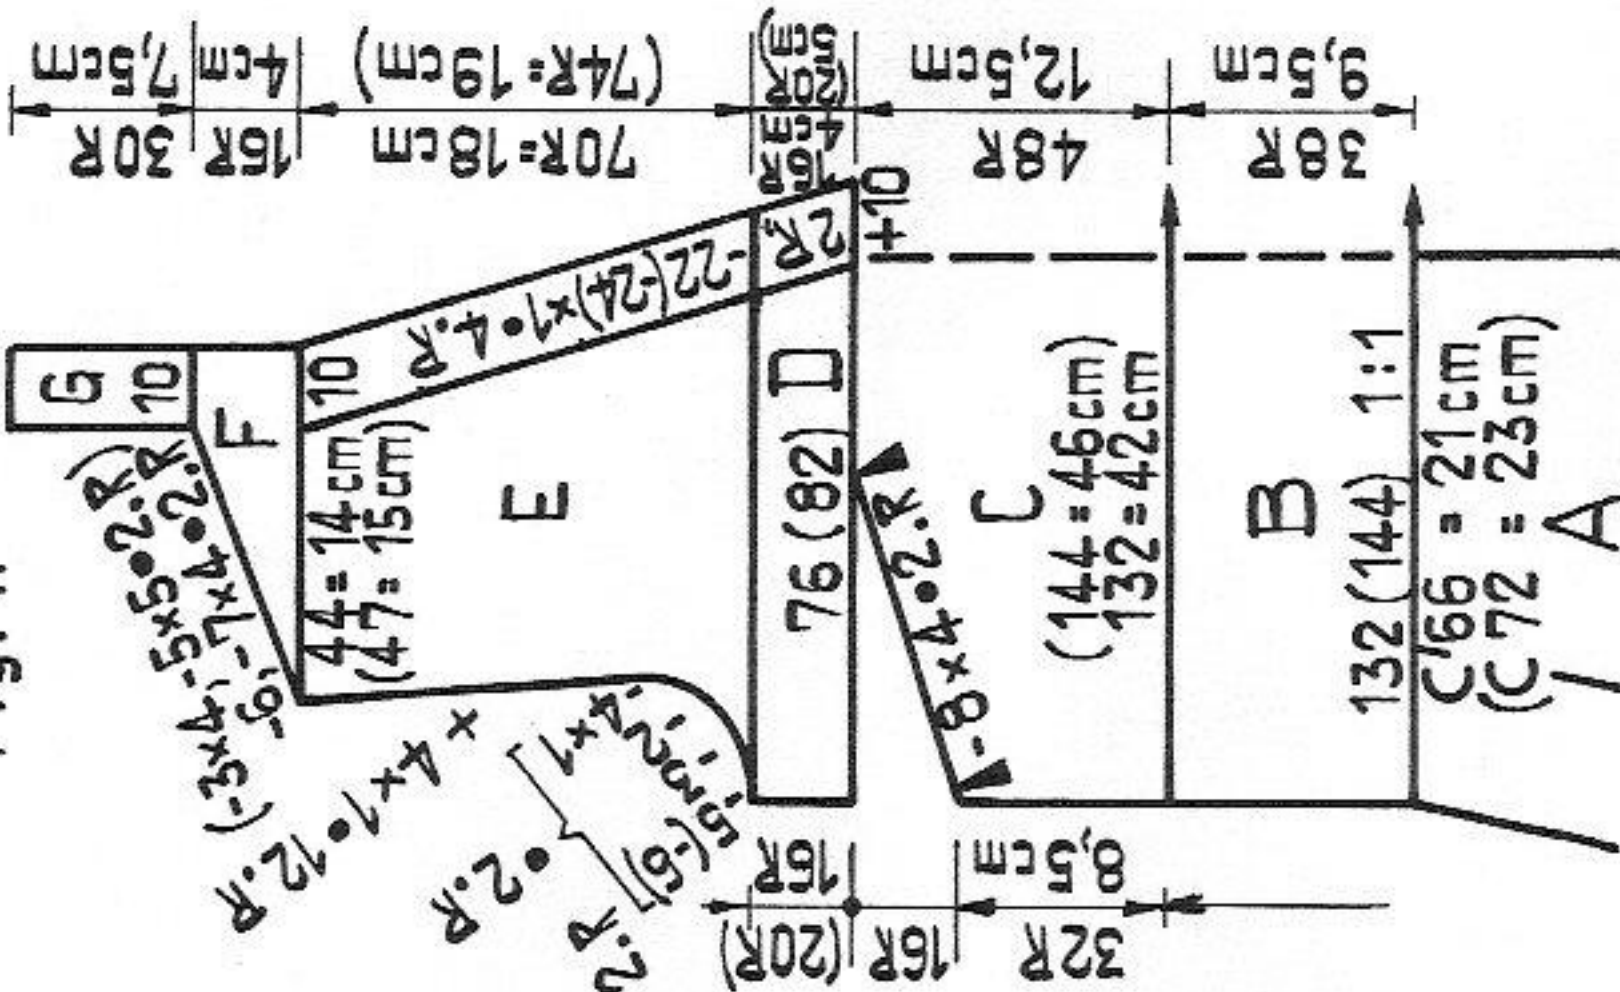 7,5cm
4cm
(74R=19cm)
(20R
5cm)
12,5cm
9,5cm
30R
16R
70R=18cm
16R
4cm
48R
38R
G
10
F
10
-22(-24)×1•4.R
2R
+10
(-3×4,-5×5•2.R)
-6,-7×4•2.R
44=14cm
(47=15cm)
E
76(82) D
+4×1•12.R
4×1
•2.R
4,
2,
3,
5(-6)
2.R
-8×4•2.R
C
(144=46cm)
132=42cm
B
132(144) 1:1
C'66 = 21cm
(C'72 = 23cm)
A
16R
(20R)
16R
8,5cm
32R